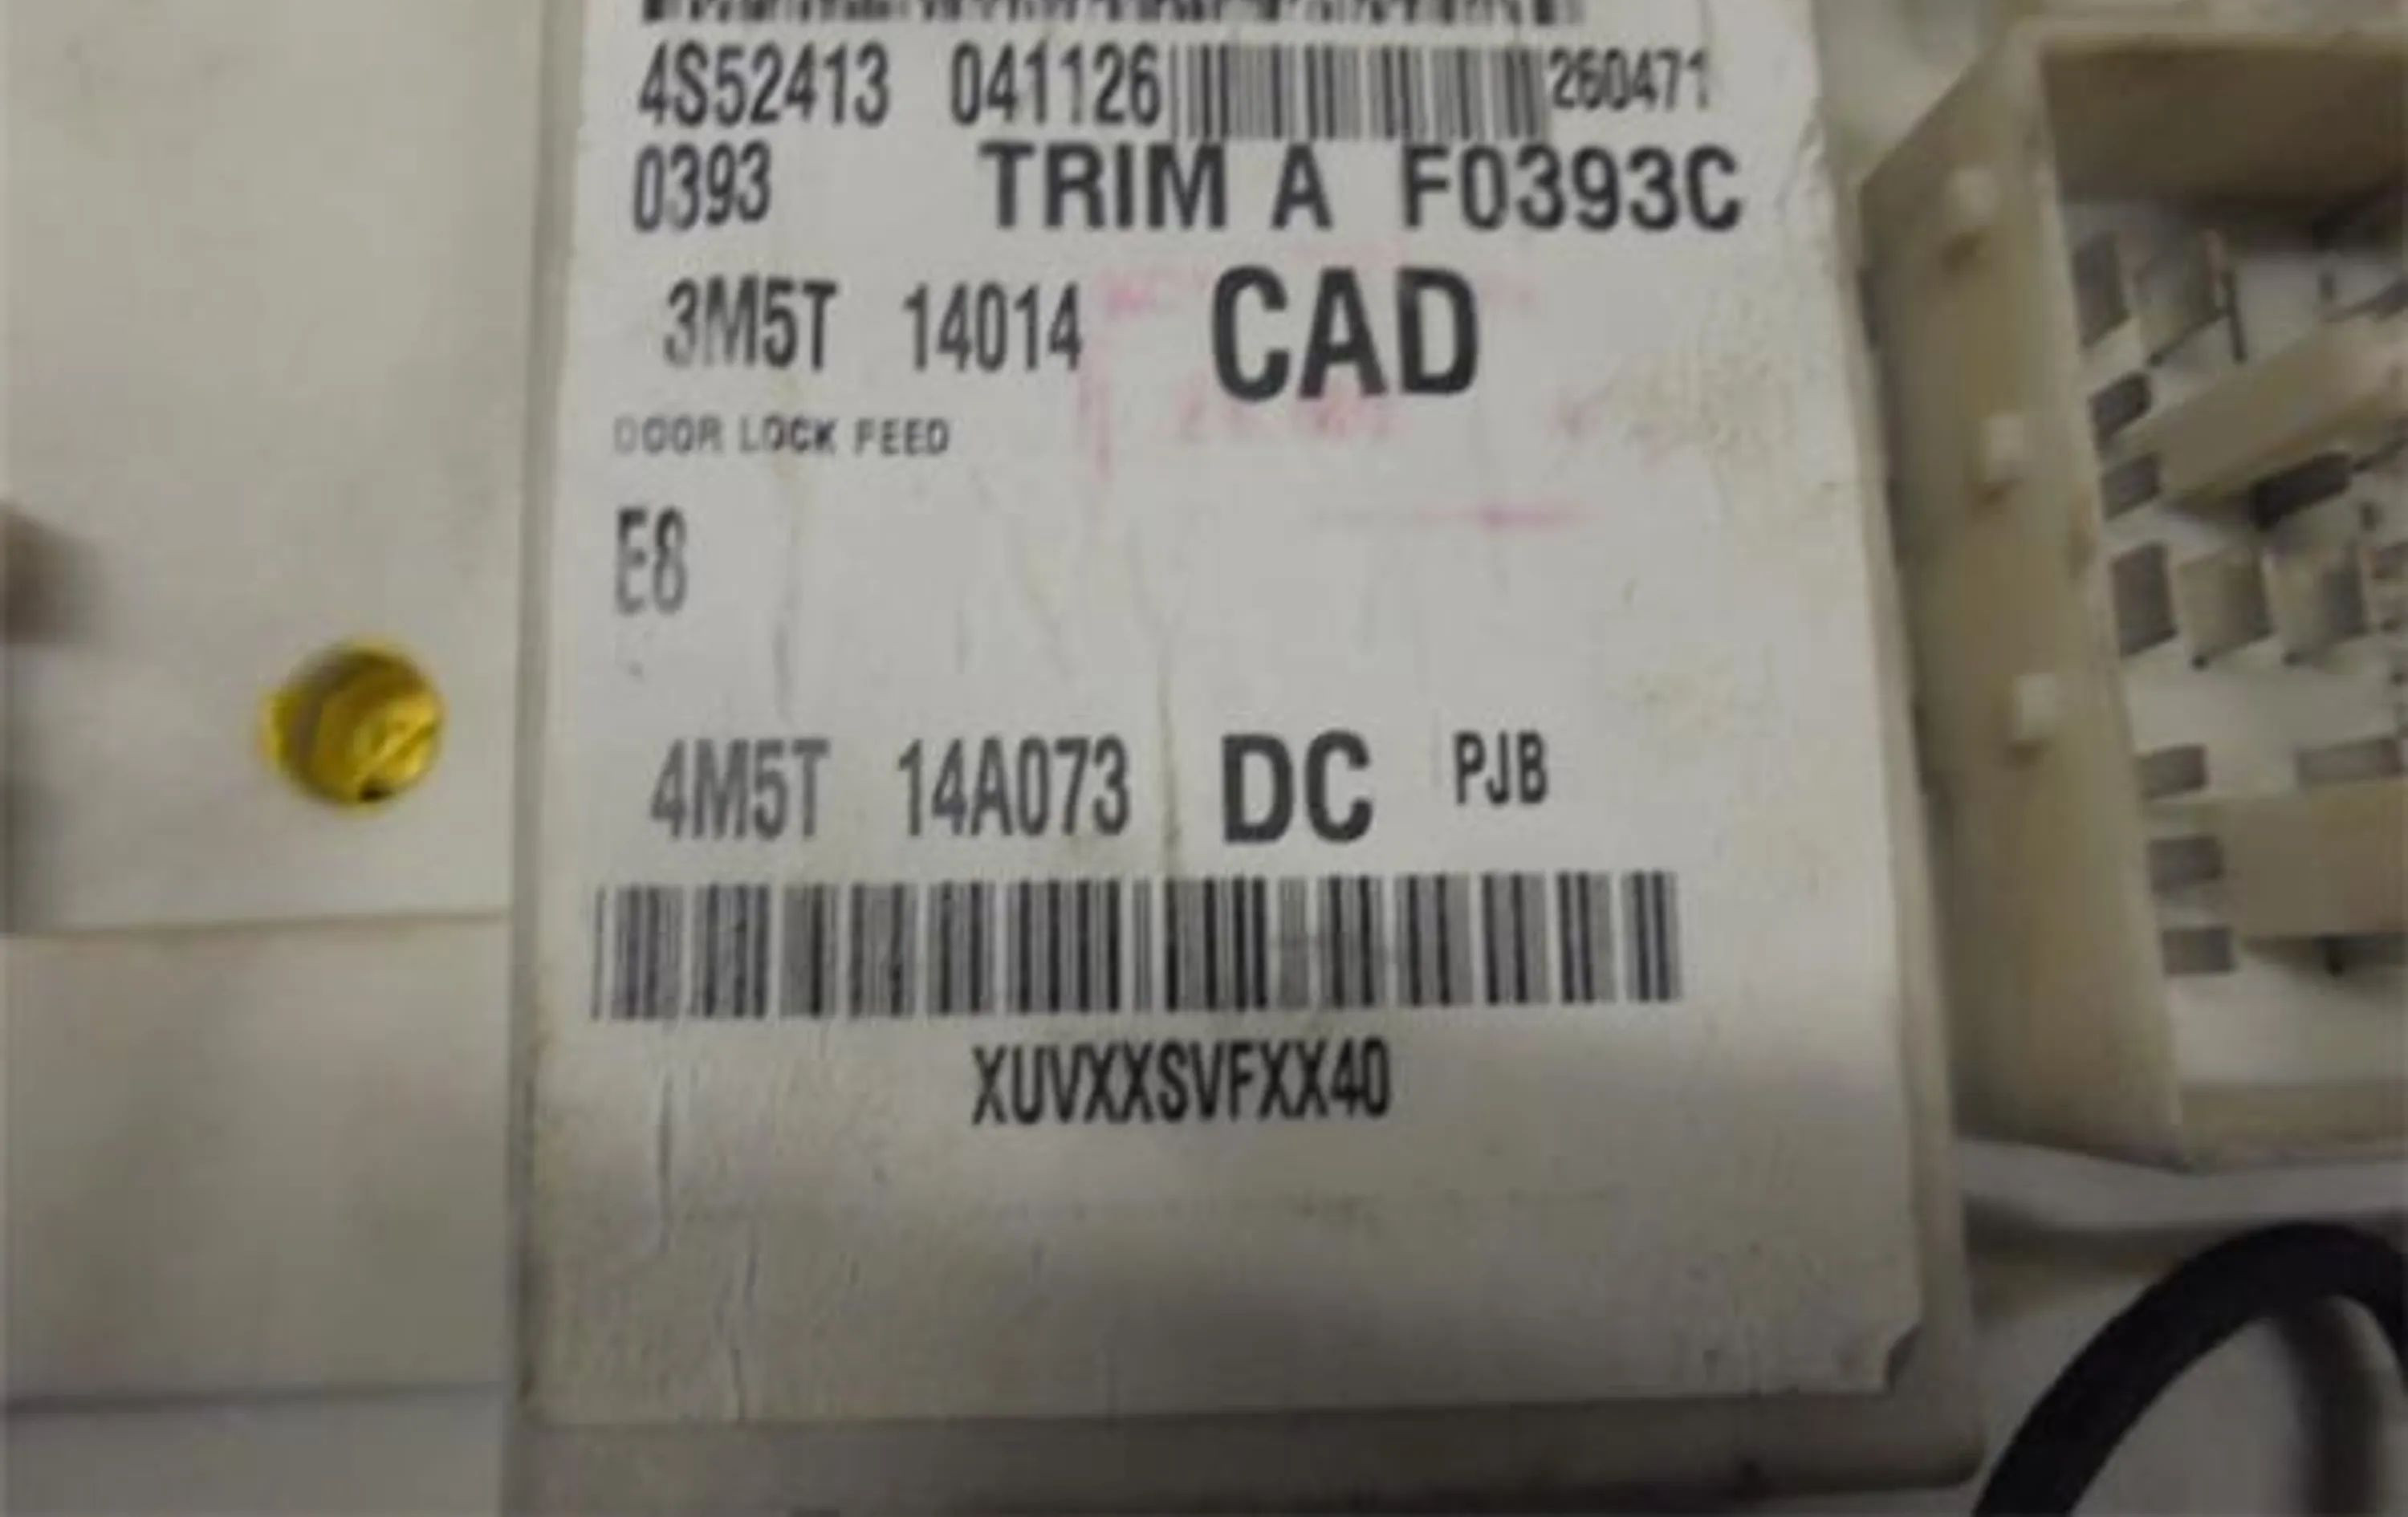 4S52413 041126 260471
0393 TRIM A F0393C
3M5T 14014 CAD
DOOR LOCK FEED
E8
4M5T 14A073 DC PJB
XUVXXSVFXX40